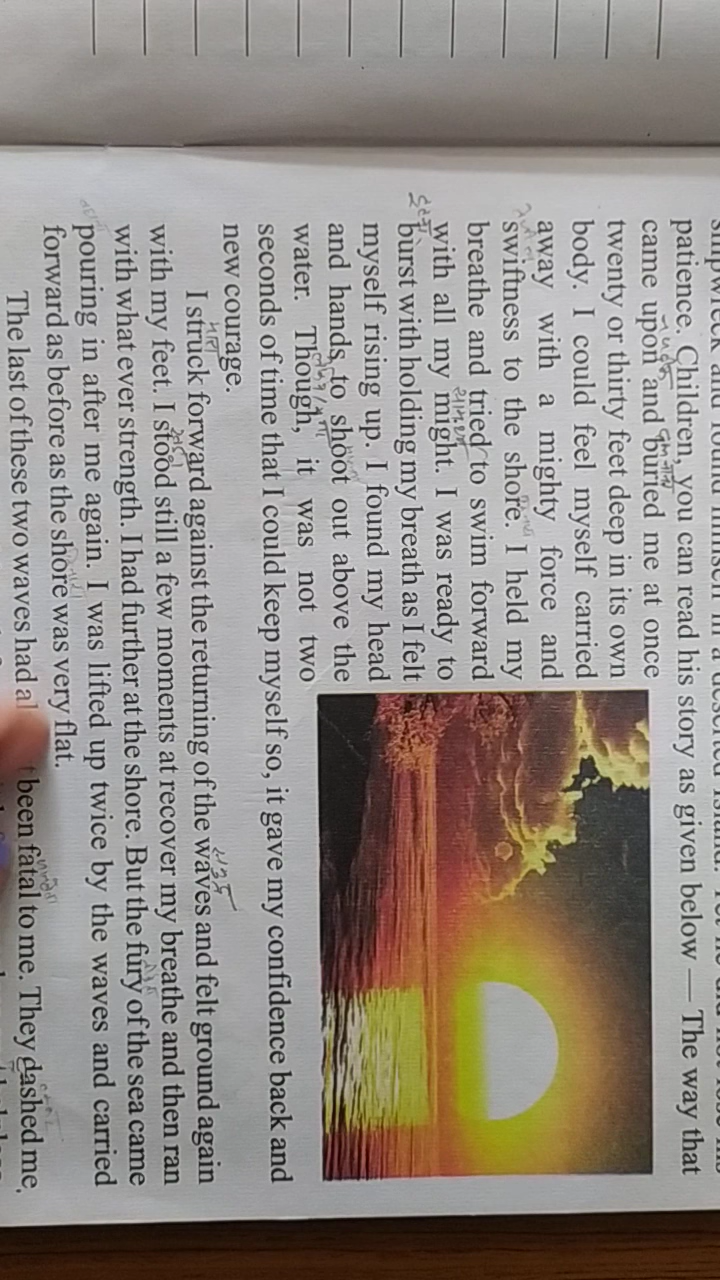 shipwreck and found himself in a deserted island.
patience. Children, you can read his story as given below — The way that
came upon and buried me at once
twenty or thirty feet deep in its own
body. I could feel myself carried
away with a mighty force and
swiftness to the shore. I held my
breathe and tried to swim forward
with all my might. I was ready to
burst with holding my breath as I felt
myself rising up. I found my head
and hands to shoot out above the
water. Though, it was not two
seconds of time that I could keep myself so, it gave my confidence back and
new courage.
I struck forward against the returning of the waves and felt ground again
with my feet. I stood still a few moments at recover my breathe and then ran
with what ever strength. I had further at the shore. But the fury of the sea came
pouring in after me again. I was lifted up twice by the waves and carried
forward as before as the shore was very flat.
The last of these two waves had al t been fatal to me. They dashed me,